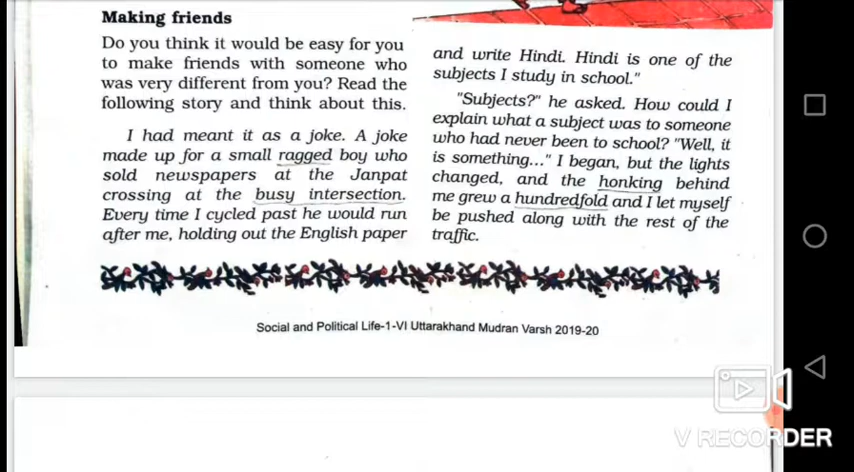 Making friends
Do you think it would be easy for you
to make friends with someone who
was very different from you? Read the
following story and think about this.
I had meant it as a joke. A joke
made up for a small ragged boy who
sold newspapers at the Janpat
crossing at the busy intersection.
Every time I cycled past he would run
after me, holding out the English paper
and write Hindi. Hindi is one of the
subjects I study in school."
"Subjects?" he asked. How could I
explain what a subject was to someone
who had never been to school? "Well, it
is something..." I began, but the lights
changed, and the honking behind
me grew a hundredfold and I let myself
be pushed along with the rest of the
traffic.
Social and Political Life-1-VI Uttarakhand Mudran Varsh 2019-20
V RECORDER